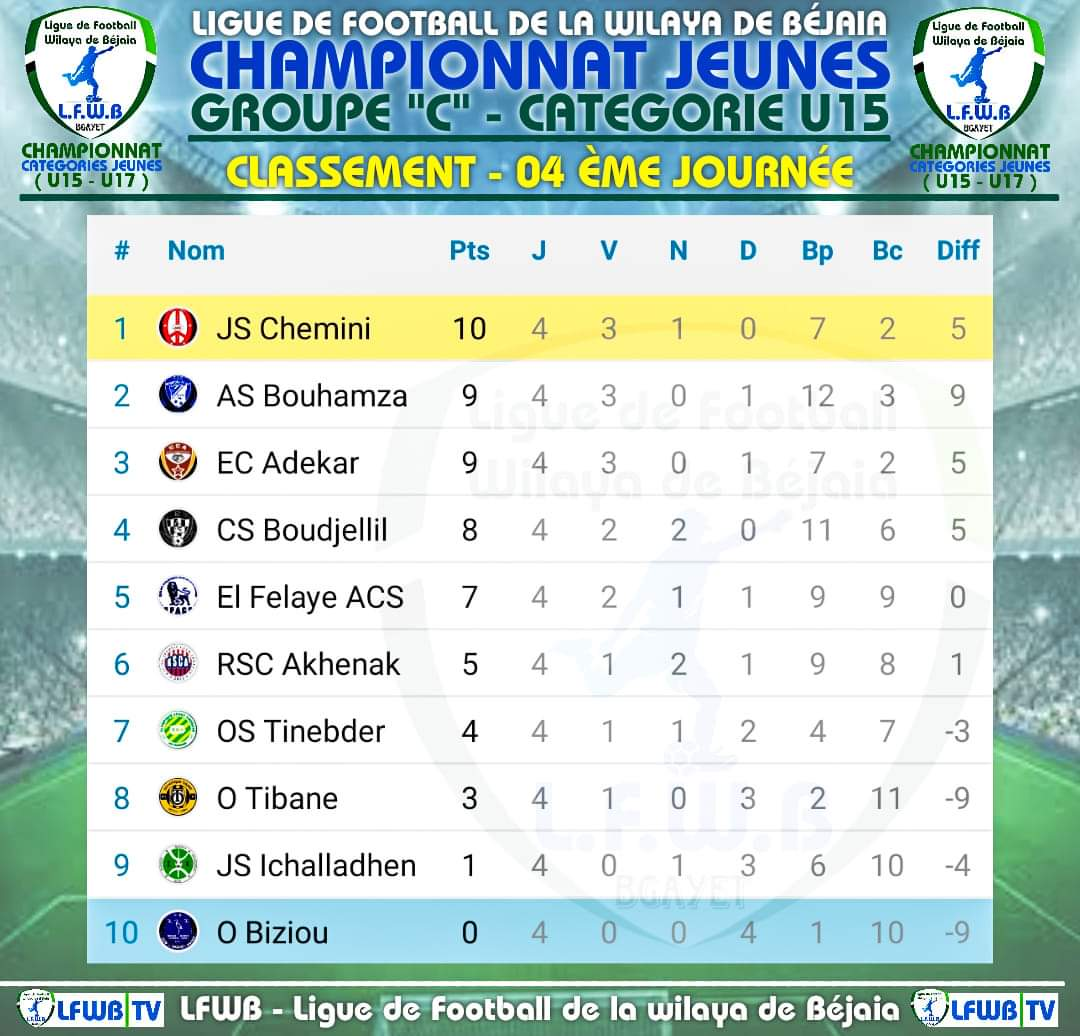 Ligue de Football
Wilaya de Béjaia
L.F.W.B
BGAYET
CHAMPIONNAT
CATEGORIES JEUNES
( U15 - U17 )
LIGUE DE FOOTBALL DE LA WILAYA DE BÉJAIA
CHAMPIONNAT JEUNES
GROUPE "C" - CATEGORIE U15
CLASSEMENT - 04 ÈME JOURNÉE
Ligue de Football
Wilaya de Béjaia
L.F.W.B
BGAYET
CHAMPIONNAT
CATEGORIES JEUNES
( U15 - U17 )
# Nom Pts J V N D Bp Bc Diff
1 JS Chemini 10 4 3 1 0 7 2 5
2 AS Bouhamza 9 4 3 0 1 12 3 9
3 EC Adekar 9 4 3 0 1 7 2 5
4 CS Boudjellil 8 4 2 2 0 11 6 5
5 El Felaye ACS 7 4 2 1 1 9 9 0
6 RSC Akhenak 5 4 1 2 1 9 8 1
7 OS Tinebder 4 4 1 1 2 4 7 -3
8 O Tibane 3 4 1 0 3 2 11 -9
9 JS Ichalladhen 1 4 0 1 3 6 10 -4
10 O Biziou 0 4 0 0 4 1 10 -9
Ligue de Football
Wilaya de Béjaia
L.F.W.B
BGAYET
LFWB TV LFWB - Ligue de Football de la wilaya de Béjaia LFWB TV